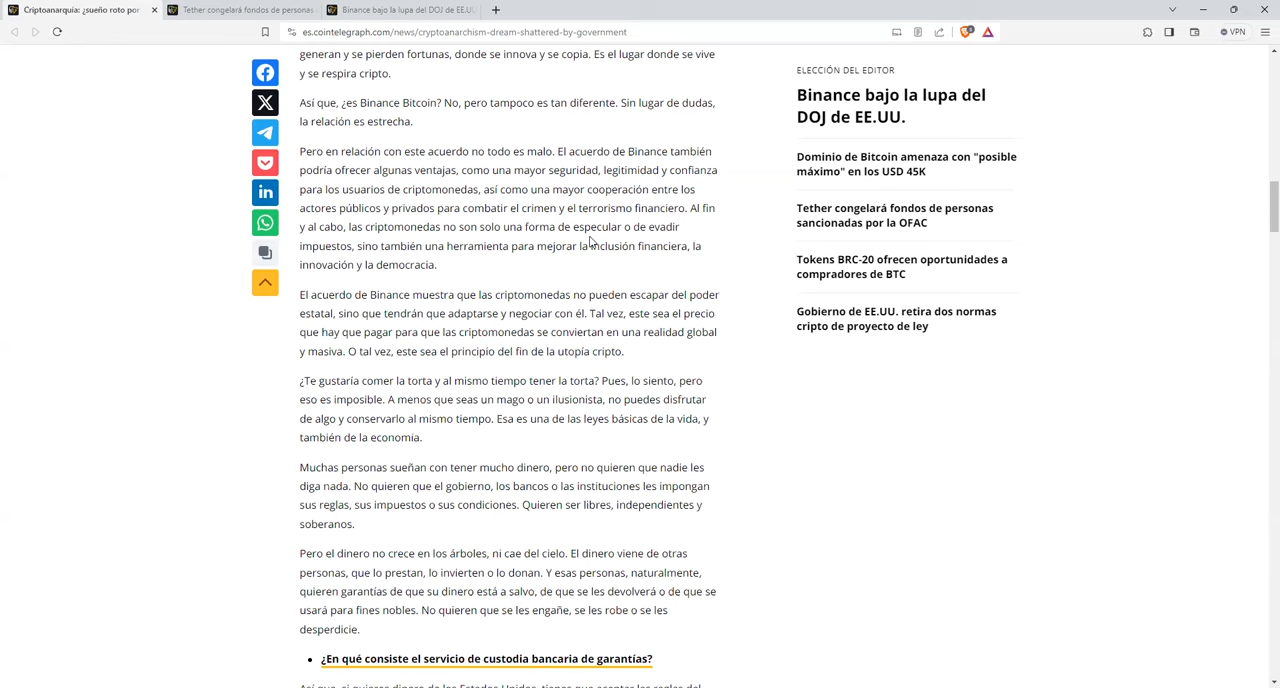 Criptoanarquía: ¿sueño roto por
Tether congelará fondos de personas
Binance bajo la lupa del DOJ de EE.UU.
es.cointelegraph.com/news/cryptoanarchism-dream-shattered-by-government
VPN
generan y se pierden fortunas, donde se innova y se copia. Es el lugar donde se vive
y se respira cripto.
Así que, ¿es Binance Bitcoin? No, pero tampoco es tan diferente. Sin lugar de dudas,
la relación es estrecha.
Pero en relación con este acuerdo no todo es malo. El acuerdo de Binance también
podría ofrecer algunas ventajas, como una mayor seguridad, legitimidad y confianza
para los usuarios de criptomonedas, así como una mayor cooperación entre los
actores públicos y privados para combatir el crimen y el terrorismo financiero. Al fin
y al cabo, las criptomonedas no son solo una forma de especular o de evadir
impuestos, sino también una herramienta para mejorar la inclusión financiera, la
innovación y la democracia.
El acuerdo de Binance muestra que las criptomonedas no pueden escapar del poder
estatal, sino que tendrán que adaptarse y negociar con él. Tal vez, este sea el precio
que hay que pagar para que las criptomonedas se conviertan en una realidad global
y masiva. O tal vez, este sea el principio del fin de la utopía cripto.
¿Te gustaría comer la torta y al mismo tiempo tener la torta? Pues, lo siento, pero
eso es imposible. A menos que seas un mago o un ilusionista, no puedes disfrutar
de algo y conservarlo al mismo tiempo. Esa es una de las leyes básicas de la vida, y
también de la economía.
Muchas personas sueñan con tener mucho dinero, pero no quieren que nadie les
diga nada. No quieren que el gobierno, los bancos o las instituciones les impongan
sus reglas, sus impuestos o sus condiciones. Quieren ser libres, independientes y
soberanos.
Pero el dinero no crece en los árboles, ni cae del cielo. El dinero viene de otras
personas, que lo prestan, lo invierten o lo donan. Y esas personas, naturalmente,
quieren garantías de que su dinero está a salvo, de que se les devolverá o de que se
usará para fines nobles. No quieren que se les engañe, se les robe o se les
desperdicie.
• ¿En qué consiste el servicio de custodia bancaria de garantías?
Así que, si quieres dinero de los Estados Unidos, tienes que aceptar las reglas del
ELECCIÓN DEL EDITOR
Binance bajo la lupa del
DOJ de EE.UU.
Dominio de Bitcoin amenaza con "posible
máximo" en los USD 45K
Tether congelará fondos de personas
sancionadas por la OFAC
Tokens BRC-20 ofrecen oportunidades a
compradores de BTC
Gobierno de EE.UU. retira dos normas
cripto de proyecto de ley